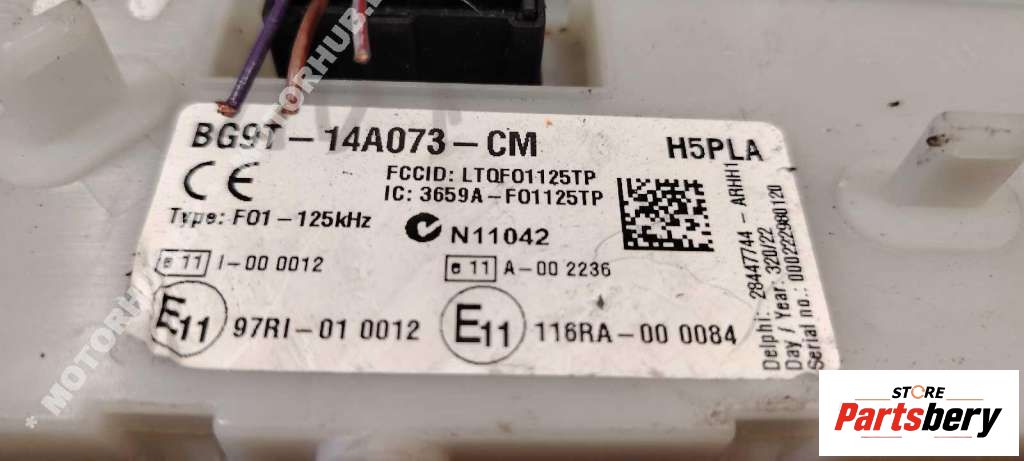 BG9T-14A073-CM
H5PLA
FCCID: LTQF01125TP
IC: 3659A-F01125TP
CE
Type: F01-125kHz
N11042
e 11 I-00 0012
e 11 A-00 2236
E11 97RI-01 0012
E11 116RA-00 0084
Delphi: 28447744-ARHH1
Day / Year: 320/22
Serial no.: 0002222980120
* MOTORHUB.
MOTORHUB.
STORE
Partsbery